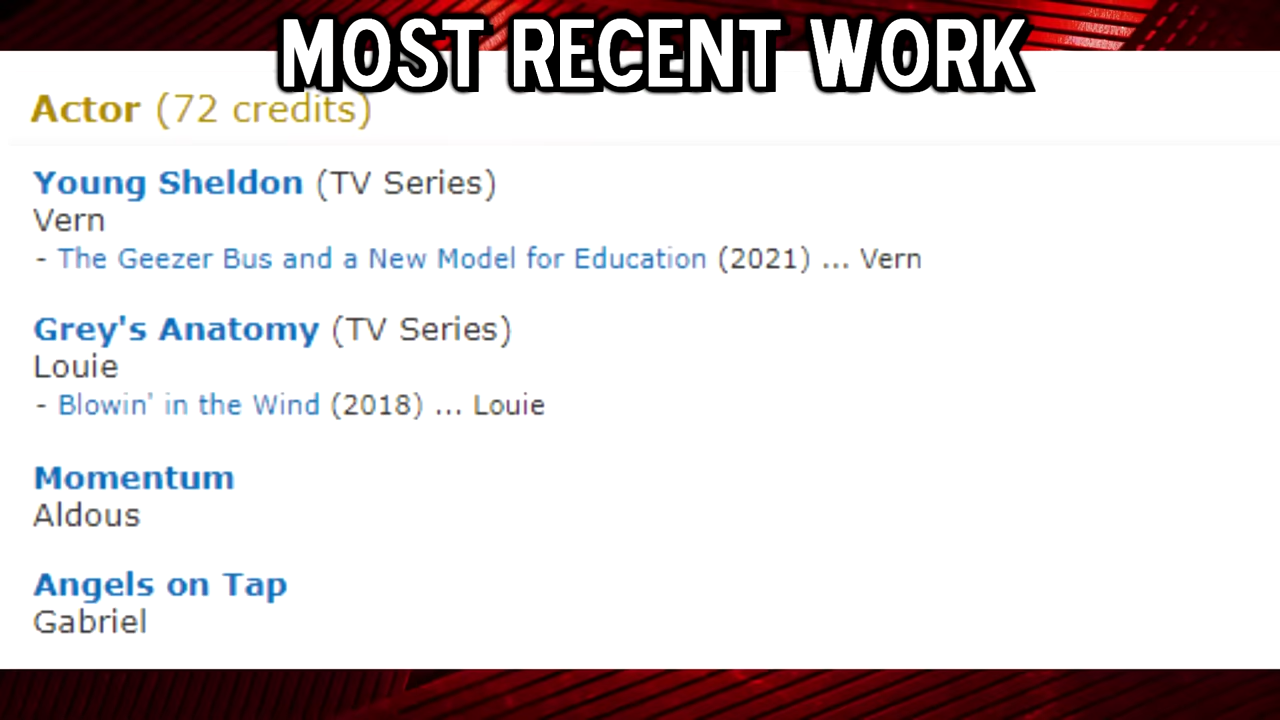 MOST RECENT WORK
Actor (72 credits)
Young Sheldon (TV Series)
Vern
- The Geezer Bus and a New Model for Education (2021) ... Vern
Grey's Anatomy (TV Series)
Louie
- Blowin' in the Wind (2018) ... Louie
Momentum
Aldous
Angels on Tap
Gabriel